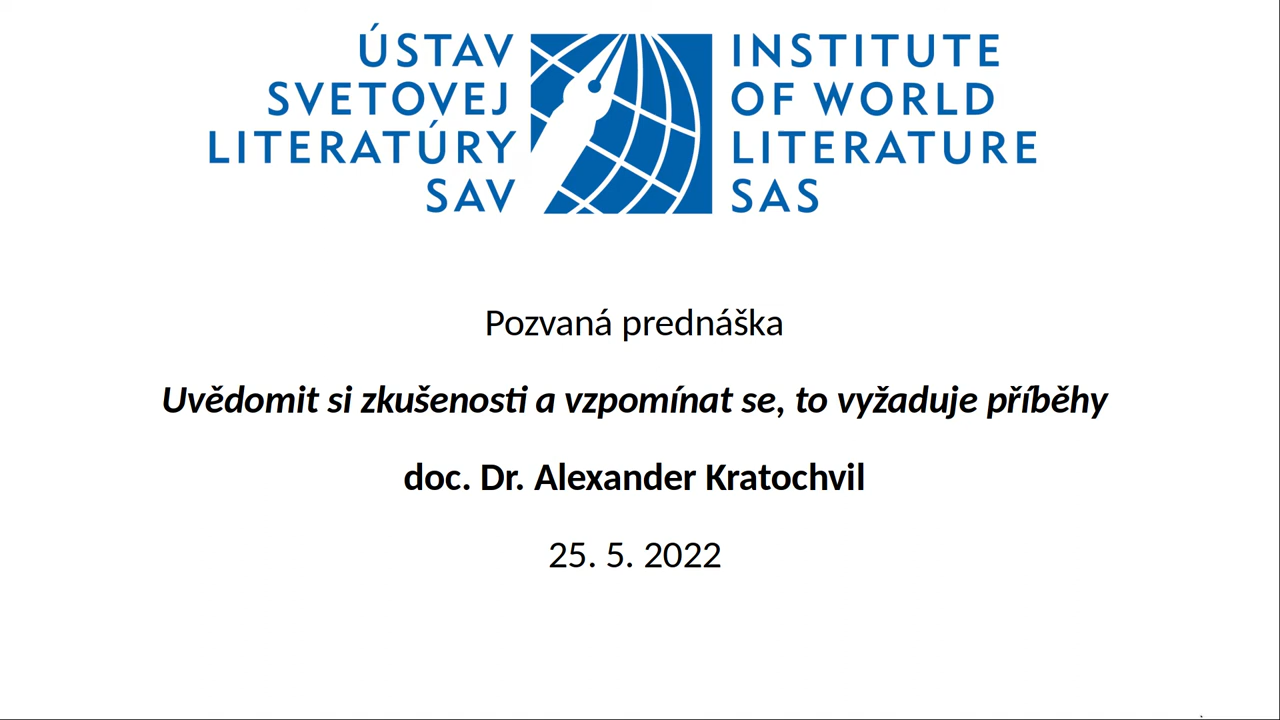 ÚSTAV
SVETOVEJ
LITERATÚRY
SAV
INSTITUTE
OF WORLD
LITERATURE
SAS
Pozvaná prednáška
Uvědomit si zkušenosti a vzpomínat se, to vyžaduje příběhy
doc. Dr. Alexander Kratochvil
25. 5. 2022